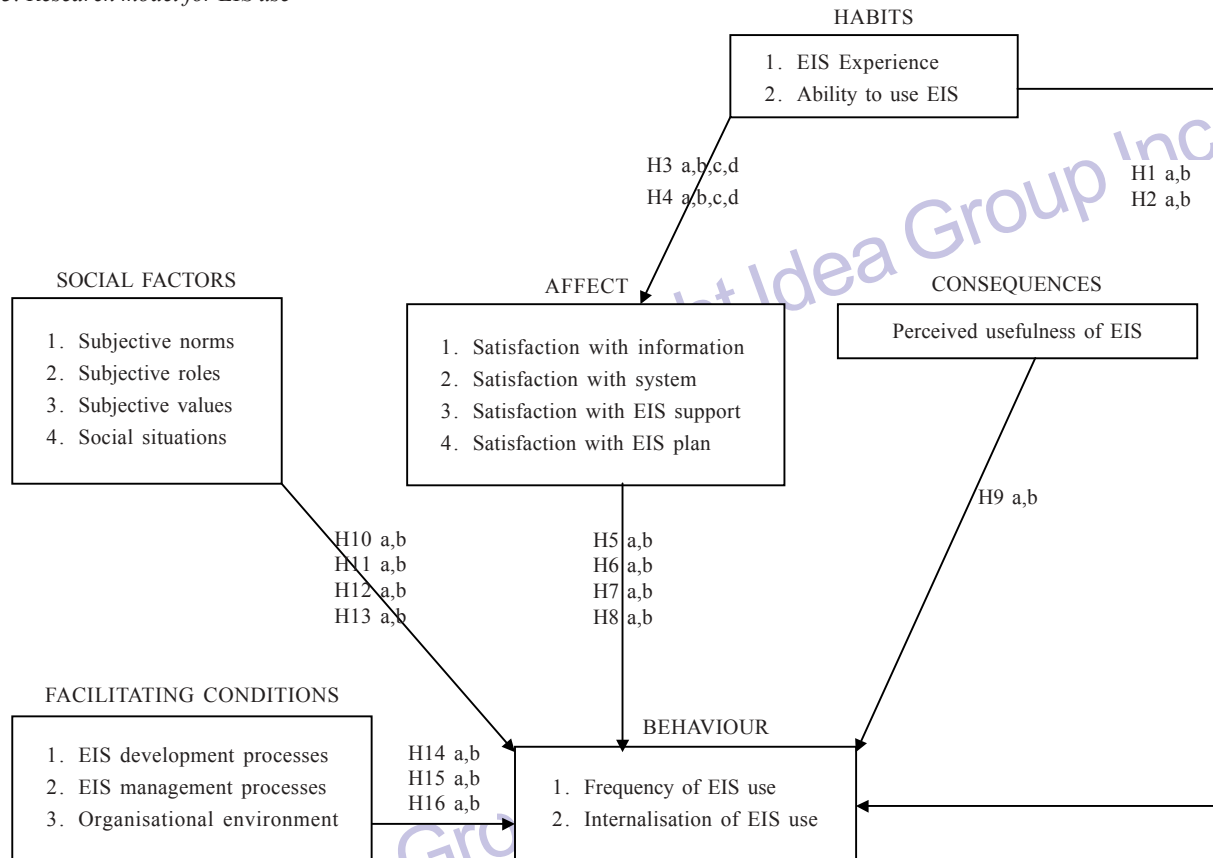 Research model for EIS use
HABITS
1. EIS Experience
2. Ability to use EIS
H3 a,b,c,d
H4 a,b,c,d
H1 a,b
H2 a,b
SOCIAL FACTORS
1. Subjective norms
2. Subjective roles
3. Subjective values
4. Social situations
AFFECT
1. Satisfaction with information
2. Satisfaction with system
3. Satisfaction with EIS support
4. Satisfaction with EIS plan
CONSEQUENCES
Perceived usefulness of EIS
H10 a,b
H11 a,b
H12 a,b
H13 a,b
H5 a,b
H6 a,b
H7 a,b
H8 a,b
H9 a,b
FACILITATING CONDITIONS
1. EIS development processes
2. EIS management processes
3. Organisational environment
H14 a,b
H15 a,b
H16 a,b
BEHAVIOUR
1. Frequency of EIS use
2. Internalisation of EIS use
Idea Group Inc